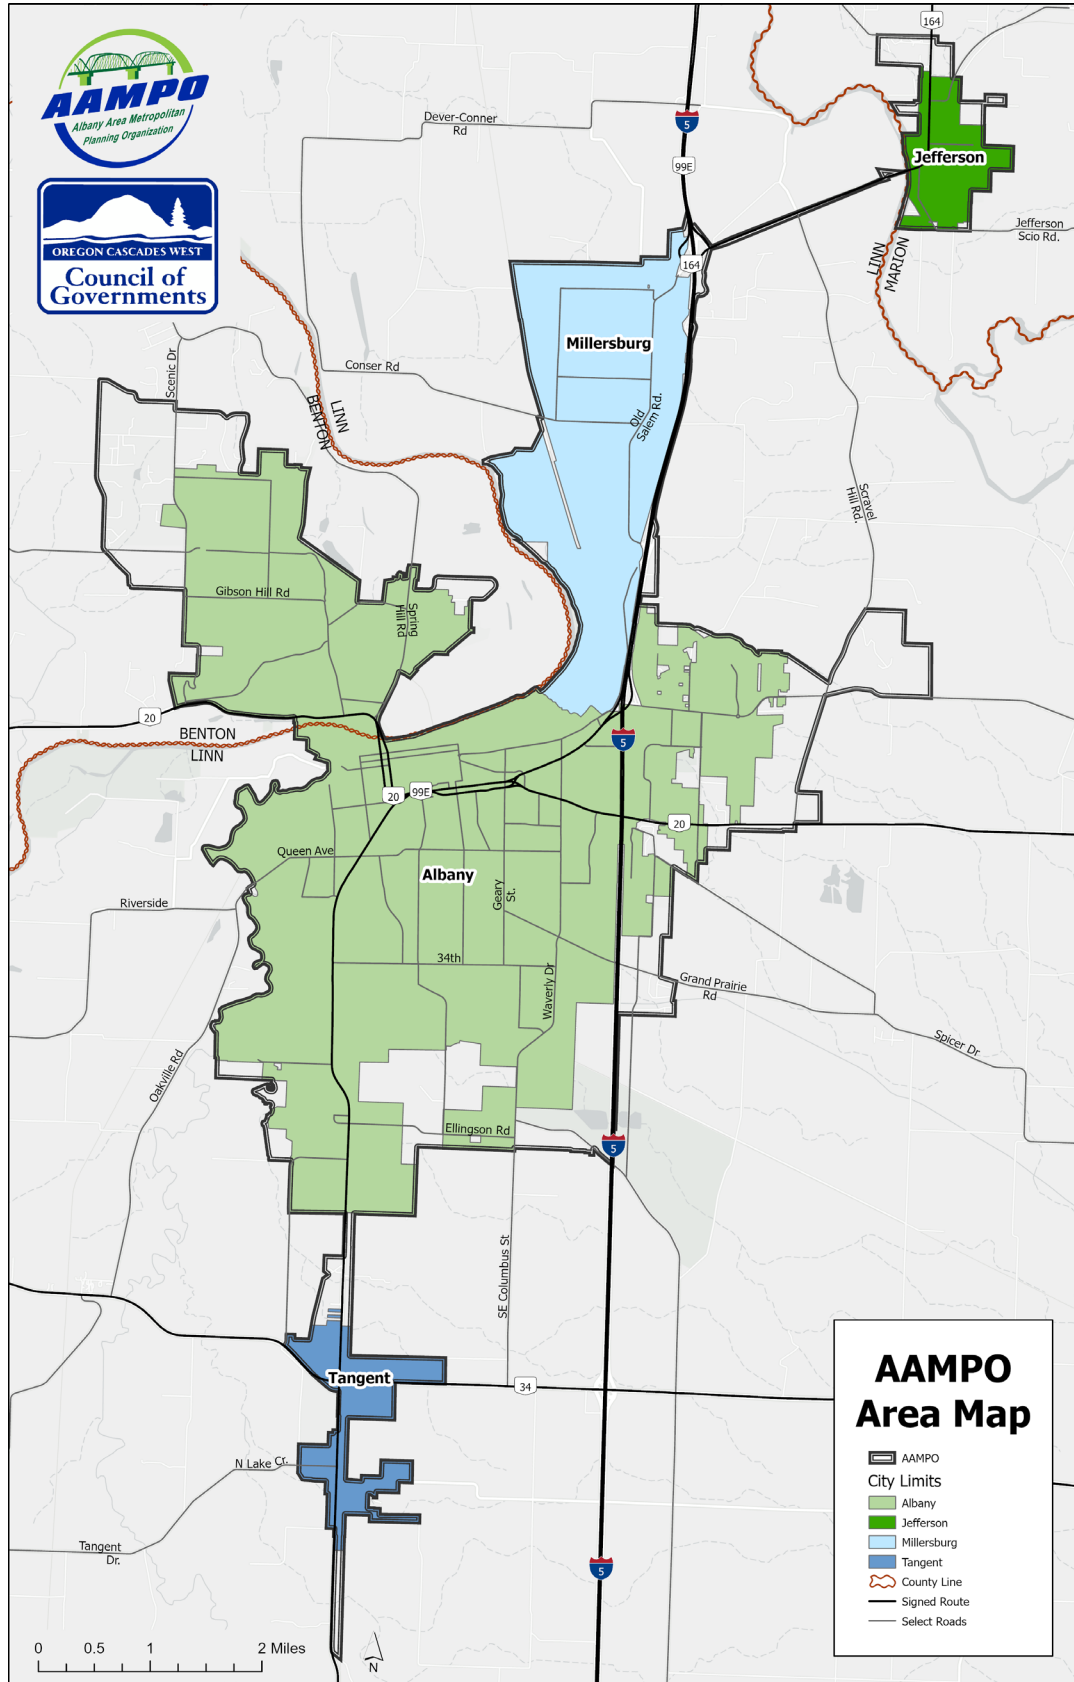 AAMPO
Albany Area Metropolitan
Planning Organization
OREGON CASCADES WEST
Council of
Governments
164
Dever-Conner
Rd
5
99E
Jefferson
Jefferson
Scio Rd.
LINN
MARION
164
Millersburg
Scenic Dr
Conser Rd
LINN
BENTON
Old
Salem Rd.
Scravel
Hill Rd.
Gibson Hill Rd
Spring
Hill Rd
20
BENTON
LINN
5
20
99E
20
Queen Ave
Albany
Geary
St.
Riverside
34th
Waverly Dr
Grand Prairie
Rd
Spicer Dr
Oakville Rd
Ellingson Rd
5
SE Columbus St
Tangent
34
N Lake Cr.
Tangent
Dr.
5
AAMPO
Area Map
AAMPO
City Limits
Albany
Jefferson
Millersburg
Tangent
County Line
Signed Route
Select Roads
0 0.5 1 2 Miles
N